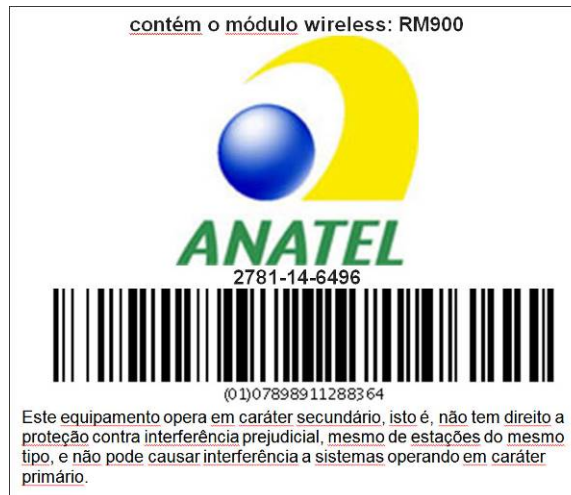 contém o módulo wireless: RM900
ANATEL
2781-14-6496
(01)07898911288364
Este equipamento opera em caráter secundário, isto é, não tem direito a
proteção contra interferência prejudicial, mesmo de estações do mesmo
tipo, e não pode causar interferência a sistemas operando em caráter
primário.